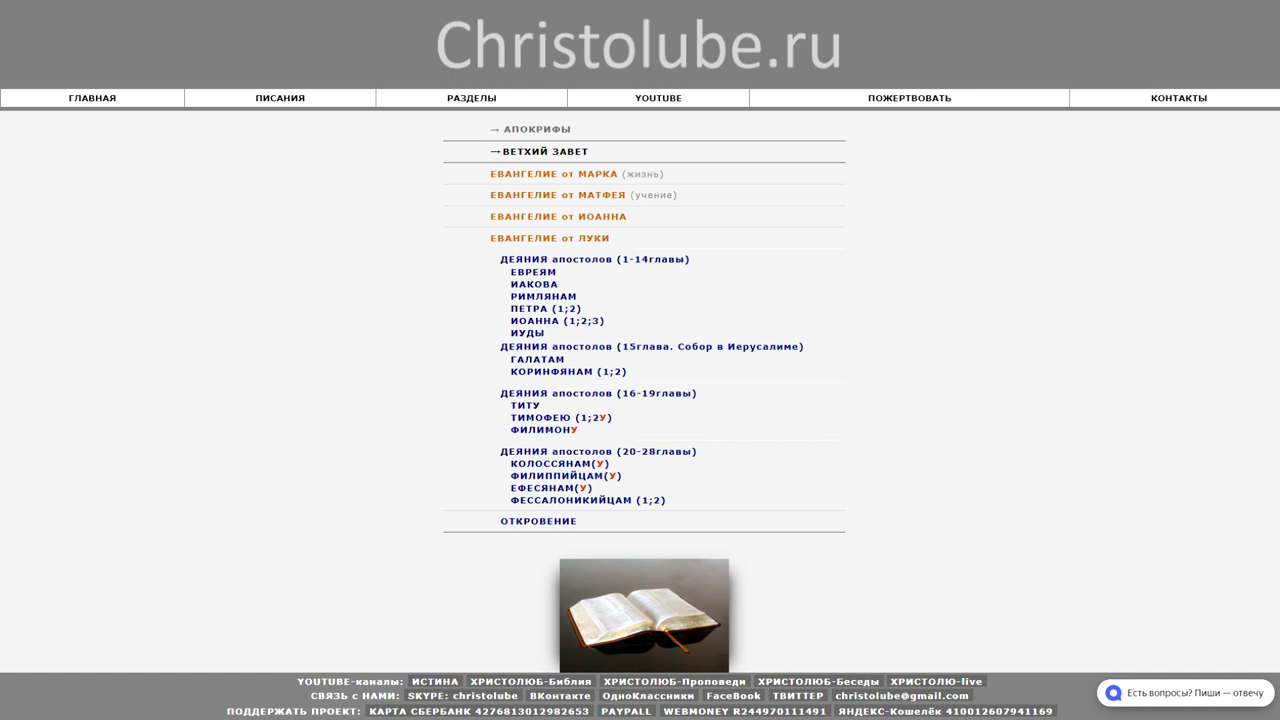 Christolube.ru
ГЛАВНАЯ ПИСАНИЯ РАЗДЕЛЫ YOUTUBE ПОЖЕРТВОВАТЬ КОНТАКТЫ
→ АПОКРИФЫ
→ВЕТХИЙ ЗАВЕТ
ЕВАНГЕЛИЕ от МАРКА (жизнь)
ЕВАНГЕЛИЕ от МАТФЕЯ (учение)
ЕВАНГЕЛИЕ от ИОАННА
ЕВАНГЕЛИЕ от ЛУКИ
ДЕЯНИЯ апостолов (1-14главы)
ЕВРЕЯМ
ИАКОВА
РИМЛЯНАМ
ПЕТРА (1;2)
ИОАННА (1;2;3)
ИУДЫ
ДЕЯНИЯ апостолов (15глава. Собор в Иерусалиме)
ГАЛАТАМ
КОРИНФЯНАМ (1;2)
ДЕЯНИЯ апостолов (16-19главы)
ТИТУ
ТИМОФЕЮ (1;2У)
ФИЛИМОНУ
ДЕЯНИЯ апостолов (20-28главы)
КОЛОССЯНАМ(У)
ФИЛИППИЙЦАМ(У)
ЕФЕСЯНАМ(У)
ФЕССАЛОНИКИЙЦАМ (1;2)
ОТКРОВЕНИЕ
YOUTUBE-каналы: ИСТИНА ХРИСТОЛЮБ-Библия ХРИСТОЛЮБ-Проповеди ХРИСТОЛЮБ-Беседы ХРИСТОЛЮ-live
СВЯЗЬ с НАМИ: SKYPE: christolube ВКонтакте ОдноКлассники FaceBook ТВИТТЕР christolube@gmail.com
ПОДДЕРЖАТЬ ПРОЕКТ: КАРТА СБЕРБАНК 4276813012982653 PAYPALL WEBMONEY R244970111491 ЯНДЕКС-Кошелёк 410012607941169
Есть вопросы? Пиши — отвечу